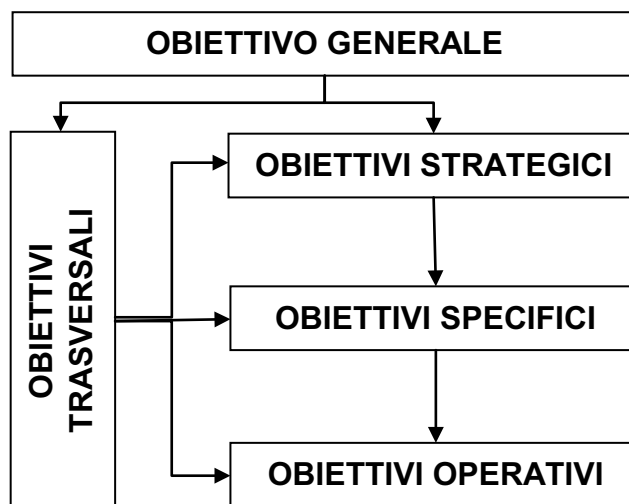 OBIETTIVO GENERALE
OBIETTIVI
TRASVERSALI
OBIETTIVI STRATEGICI
OBIETTIVI SPECIFICI
OBIETTIVI OPERATIVI